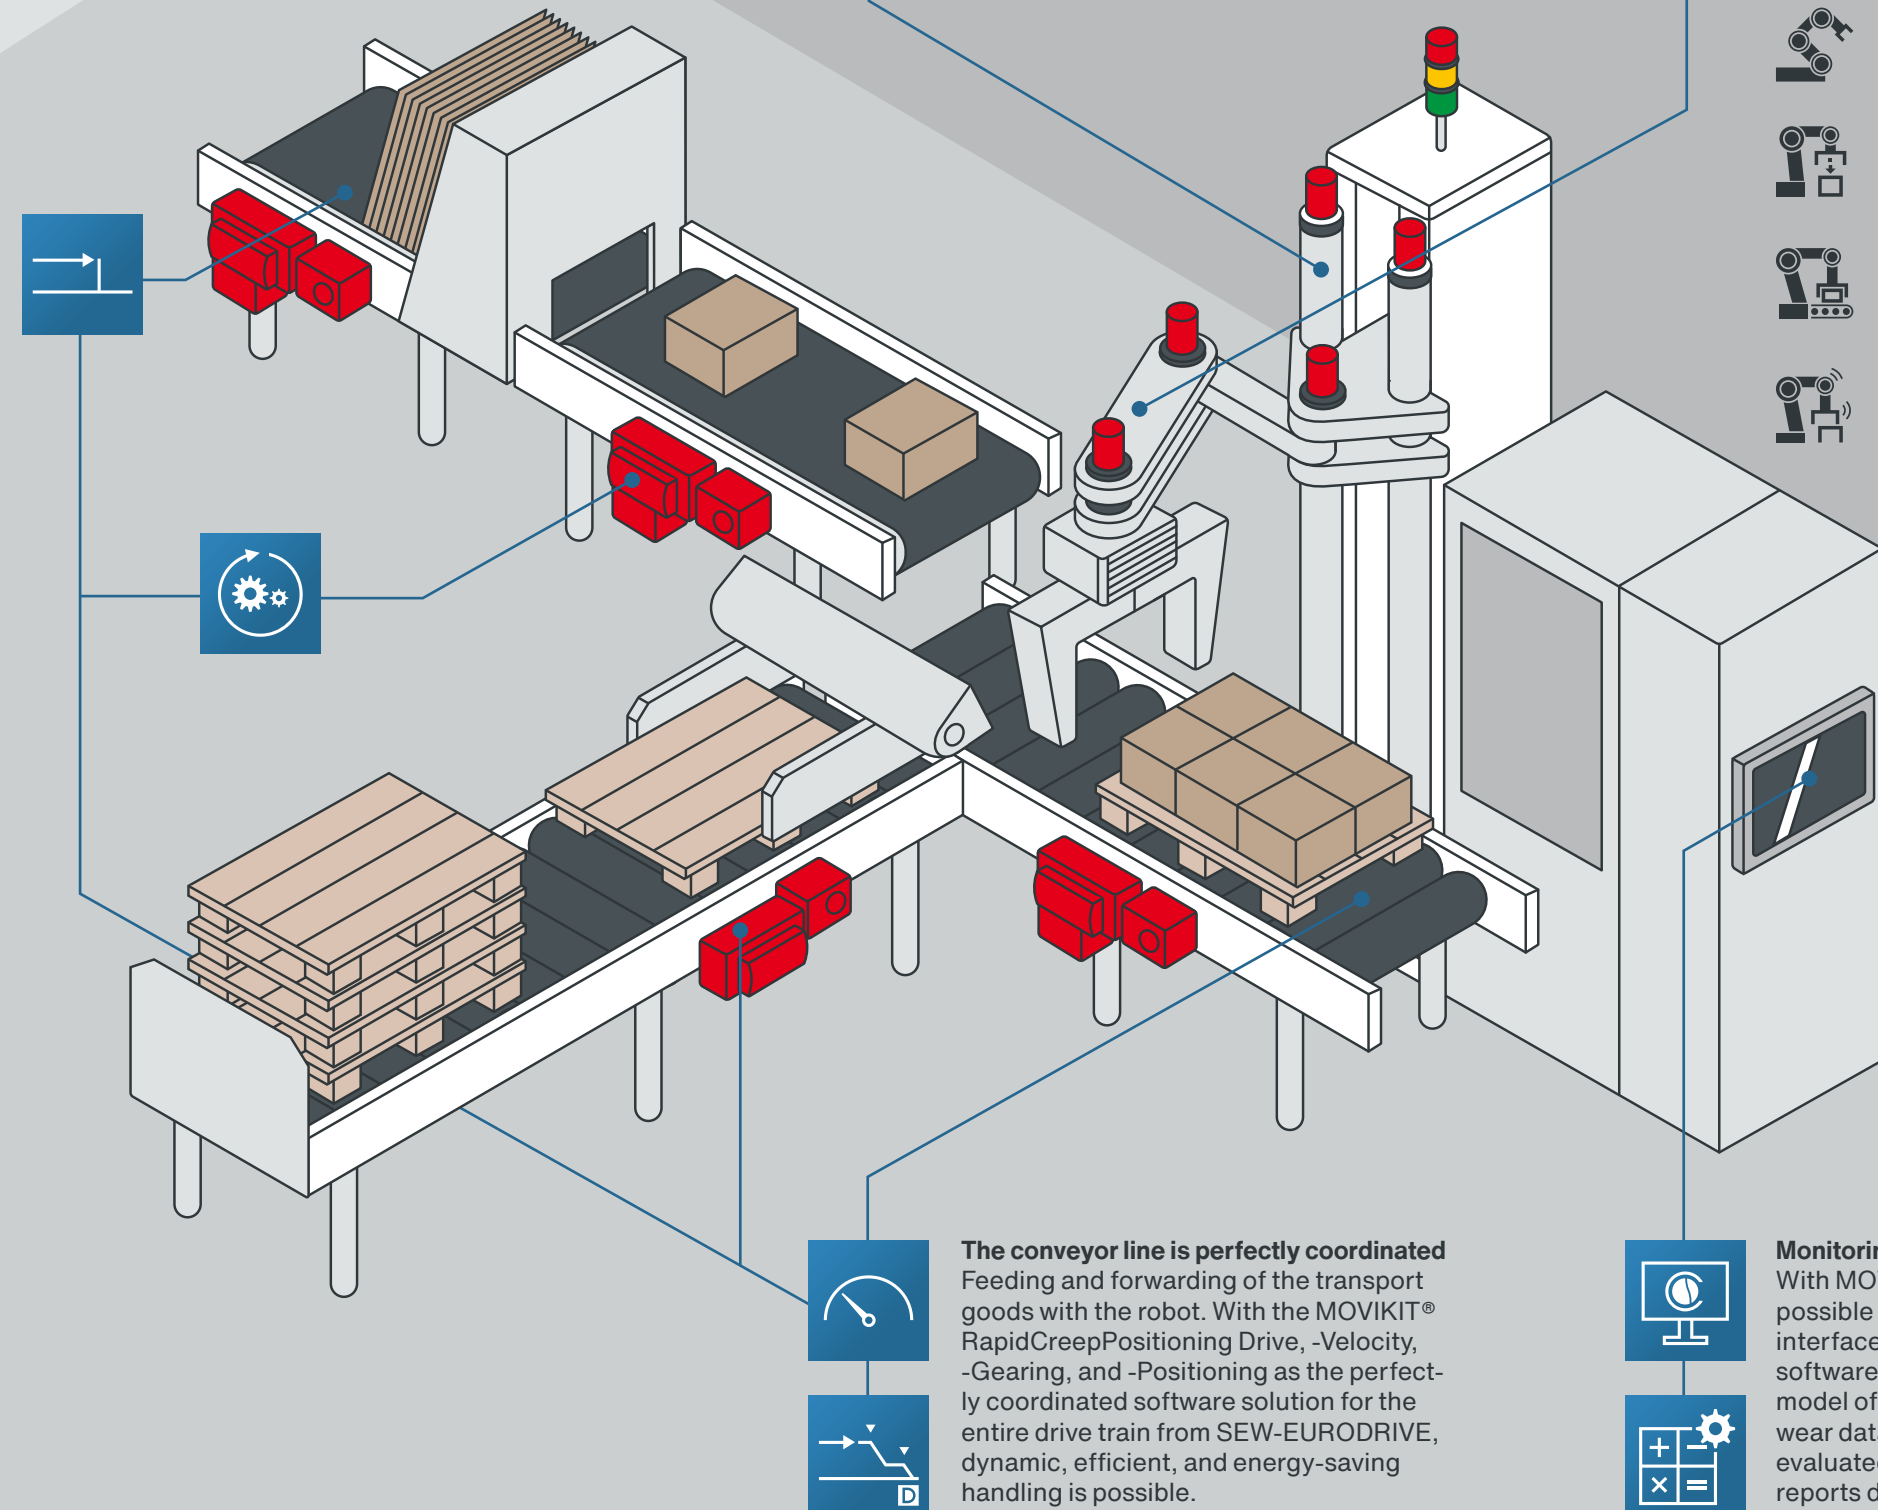 The conveyor line is perfectly coordinated
Feeding and forwarding of the transport
goods with the robot. With the MOVIKIT®
RapidCreepPositioning Drive, -Velocity,
-Gearing, and -Positioning as the perfect-
ly coordinated software solution for the
entire drive train from SEW-EURODRIVE,
dynamic, efficient, and energy-saving
handling is possible.
D
With
possible
interface
software
model of
wear
evaluated
reports